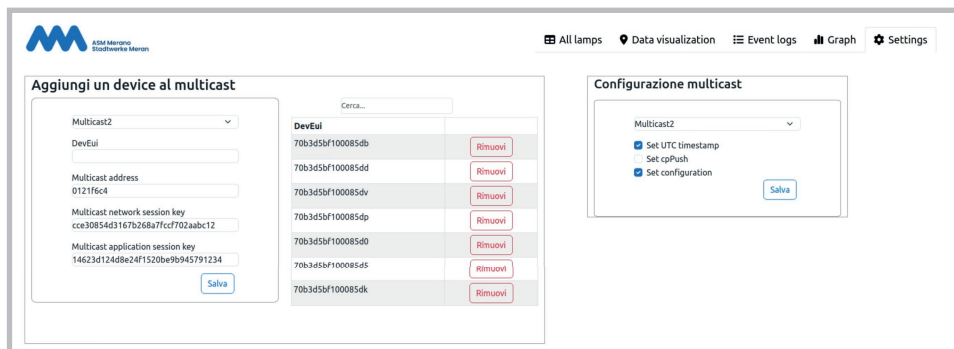 ASM Merano
Stadtwerke Meran
All lamps
Data visualization
Event logs
Graph
Settings
Aggiungi un device al multicast
Multicast2
DevEui
Multicast address
0121f6c4
Multicast network session key
cce30854d3167b268a7fccf702aabc12
Multicast application session key
14623d124d8e24f1520be9b945791234
Salva
Cerca...
DevEui
70b3d5bf100085db Rimuovi
70b3d5bf100085dd Rimuovi
70b3d5bf100085dv Rimuovi
70b3d5bf100085dp Rimuovi
70b3d5bf100085d0 Rimuovi
70b3d5bf100085d5 Rimuovi
70b3d5bf100085dk Rimuovi
Configurazione multicast
Multicast2
Set UTC timestamp
Set cpPush
Set configuration
Salva